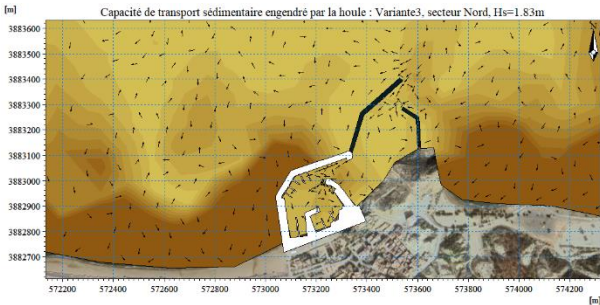 [m]
Capacité de transport sédimentaire engendré par la houle : Variante3, secteur Nord, Hs=1.83m
3883600
3883500
3883400
3883300
3883200
3883100
3883000
3882900
3882800
3882700
572200 572400 572600 572800 573000 573200 573400 573600 573800 574000 574200
[m]